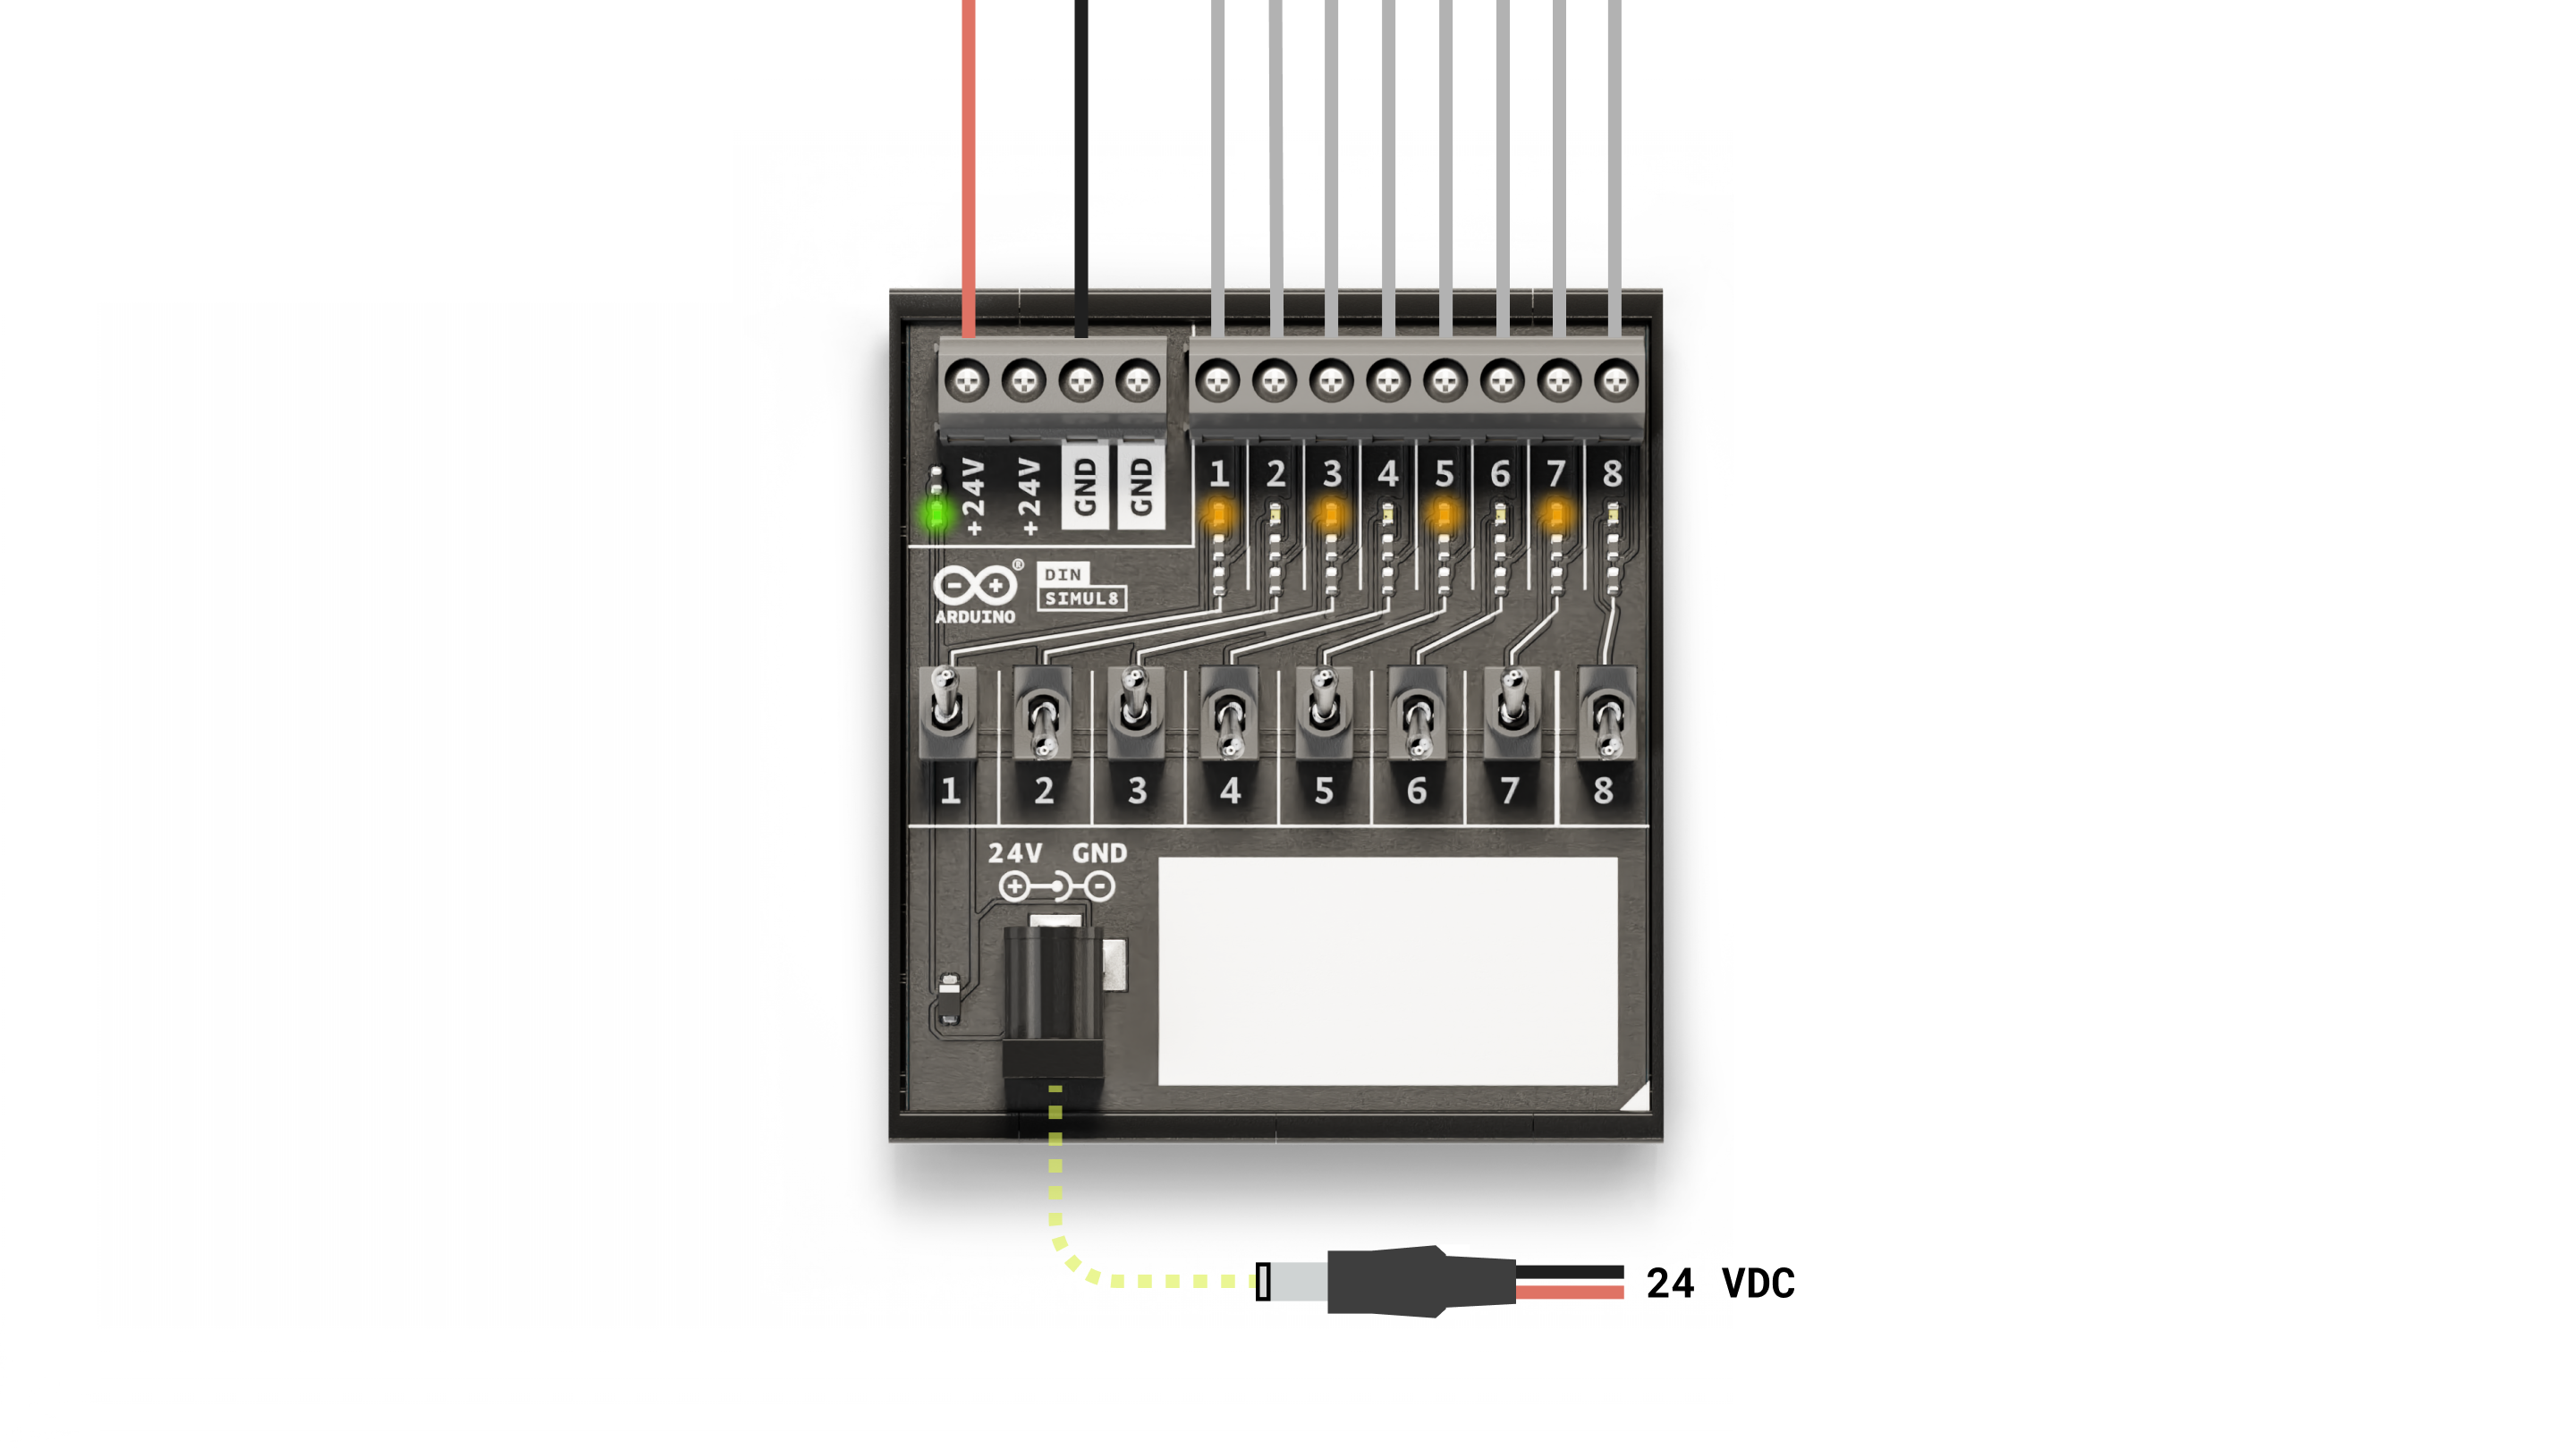 +24V +24V GND GND
1 2 3 4 5 6 7 8
DIN
SIMUL8
®
ARDUINO
1 2 3 4 5 6 7 8
24V GND
24 VDC